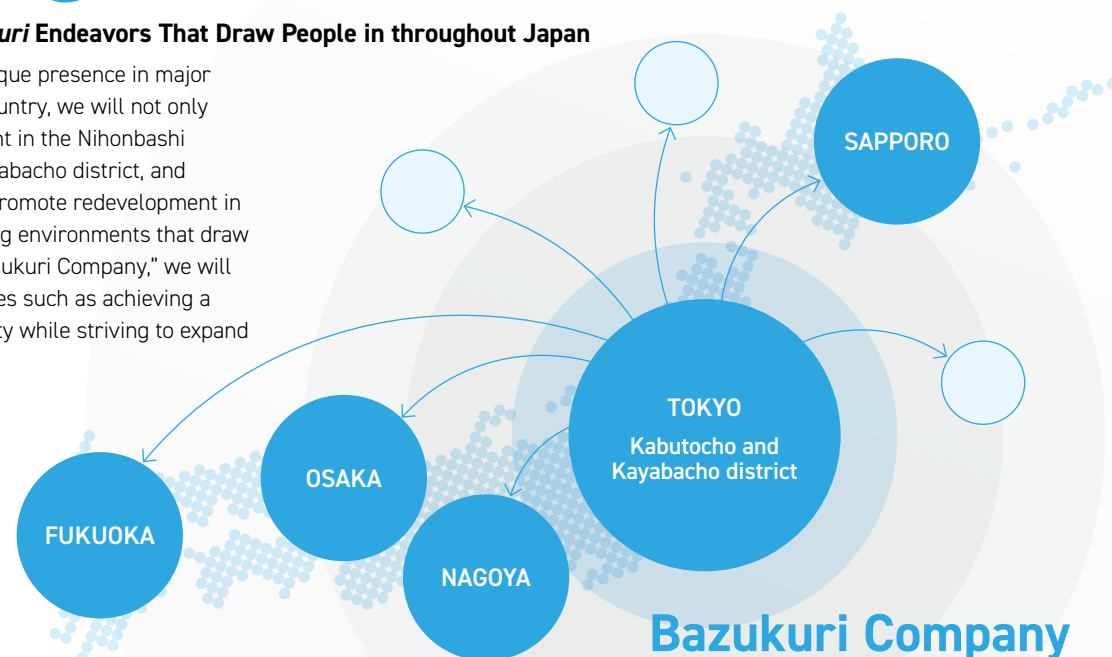 uri Endeavors That Draw People in throughout Japan
que presence in major
untry, we will not only
nt in the Nihonbashi
abacho district, and
romote redevelopment in
g environments that draw
zukuri Company,” we will
es such as achieving a
ty while striving to expand
SAPPORO
TOKYO
Kabutocho and
Kayabacho district
OSAKA
FUKUOKA
NAGOYA
Bazukuri Company